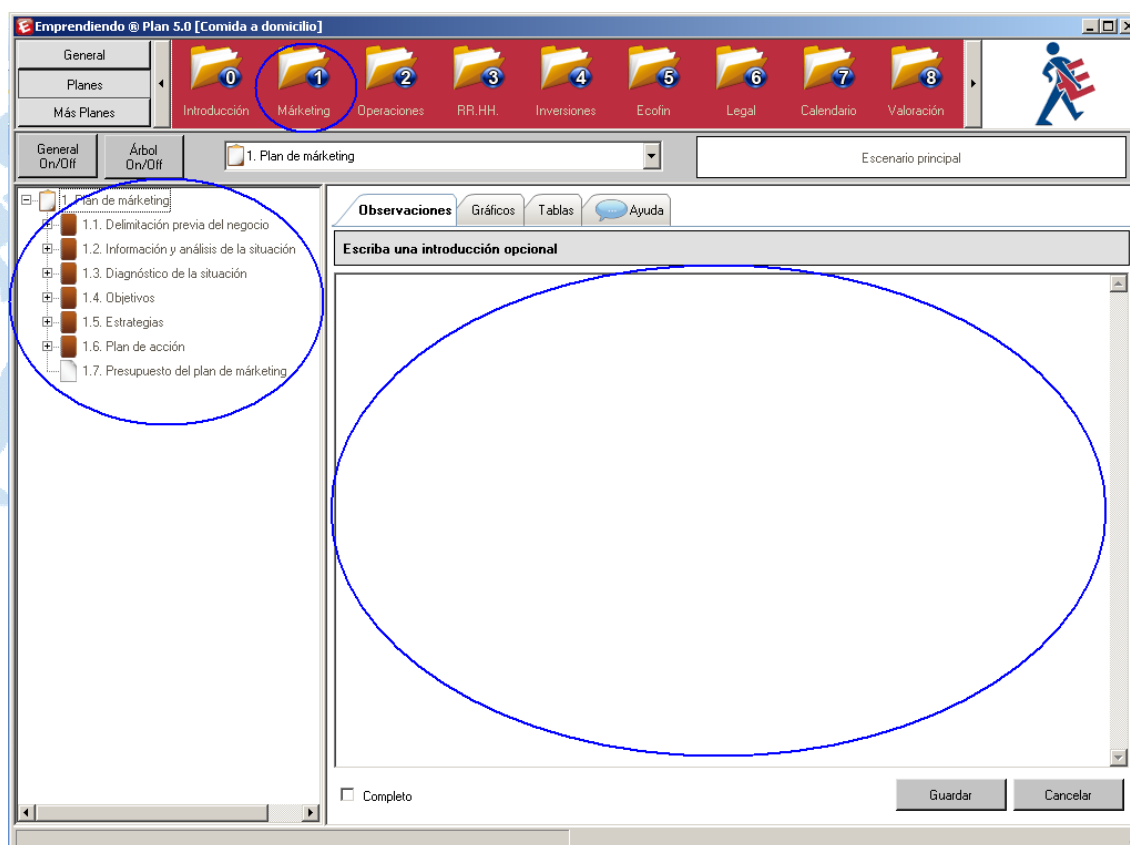 Emprendiendo ® Plan 5.0 [Comida a domicilio]
General
Planes
Más Planes
0
1
2
3
4
5
6
7
8
Introducción
Márketing
Operaciones
RR.HH.
Inversiones
Ecofin
Legal
Calendario
Valoración
General
On/Off
Árbol
On/Off
1. Plan de márketing
Escenario principal
1. Plan de márketing
1.1. Delimitación previa del negocio
1.2. Información y análisis de la situación
1.3. Diagnóstico de la situación
1.4. Objetivos
1.5. Estrategias
1.6. Plan de acción
1.7. Presupuesto del plan de márketing
Observaciones
Gráficos
Tablas
Ayuda
Escriba una introducción opcional
Completo
Guardar
Cancelar